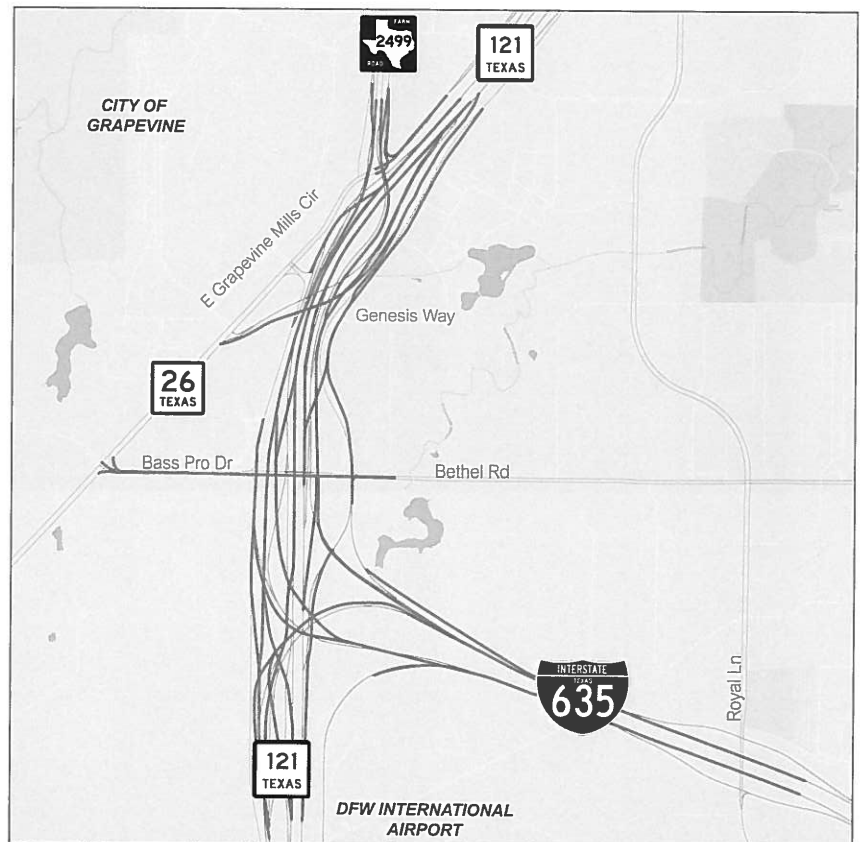 FARM
2499
ROAD
121
TEXAS
CITY OF
GRAPEVINE
E Grapevine Mills Cir
Genesis Way
26
TEXAS
Bass Pro Dr
Bethel Rd
INTERSTATE
TEXAS
635
Royal Ln
121
TEXAS
DFW INTERNATIONAL
AIRPORT